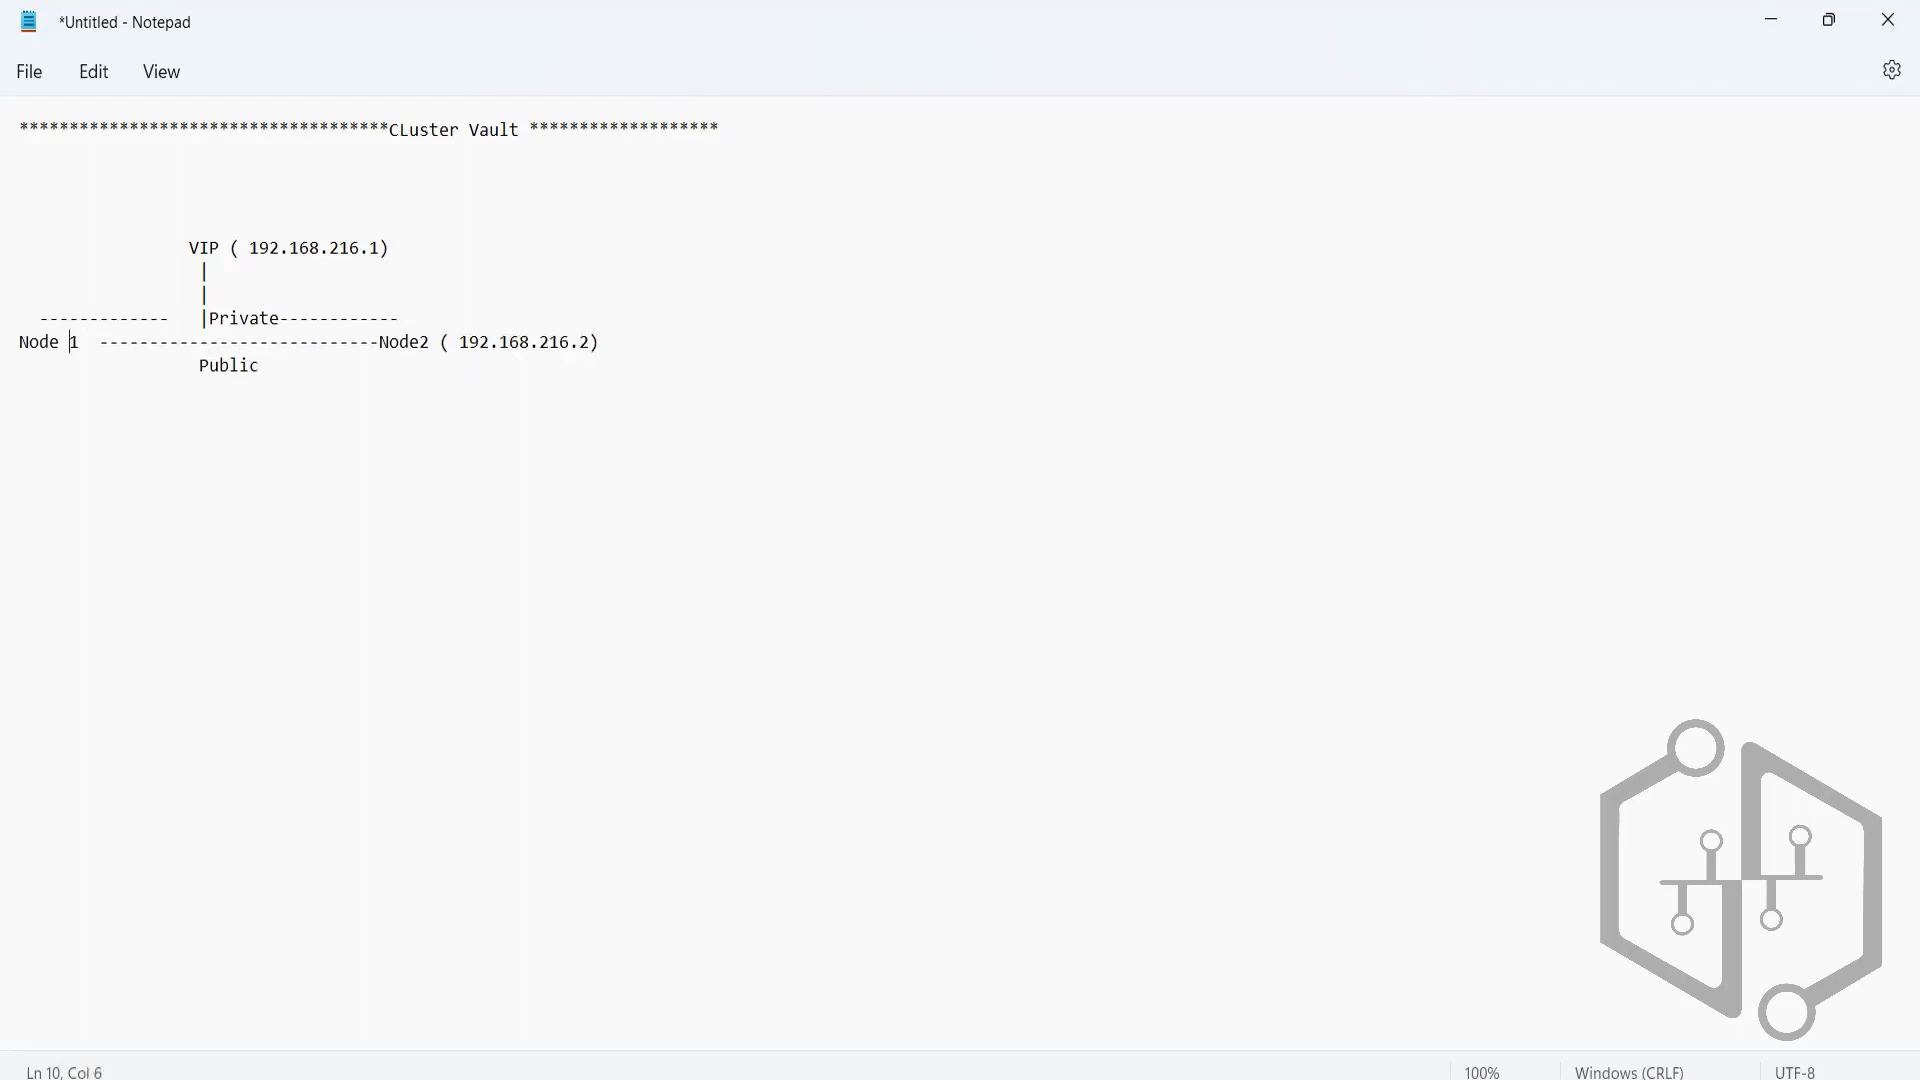 *Untitled - Notepad
File Edit View
*************************************CLuster Vault *******************
VIP ( 192.168.216.1)
|
|
------------- |Private------------
Node 1 ----------------------------Node2 ( 192.168.216.2)
Public
Ln 10, Col 6 100% Windows (CRLF) UTF-8